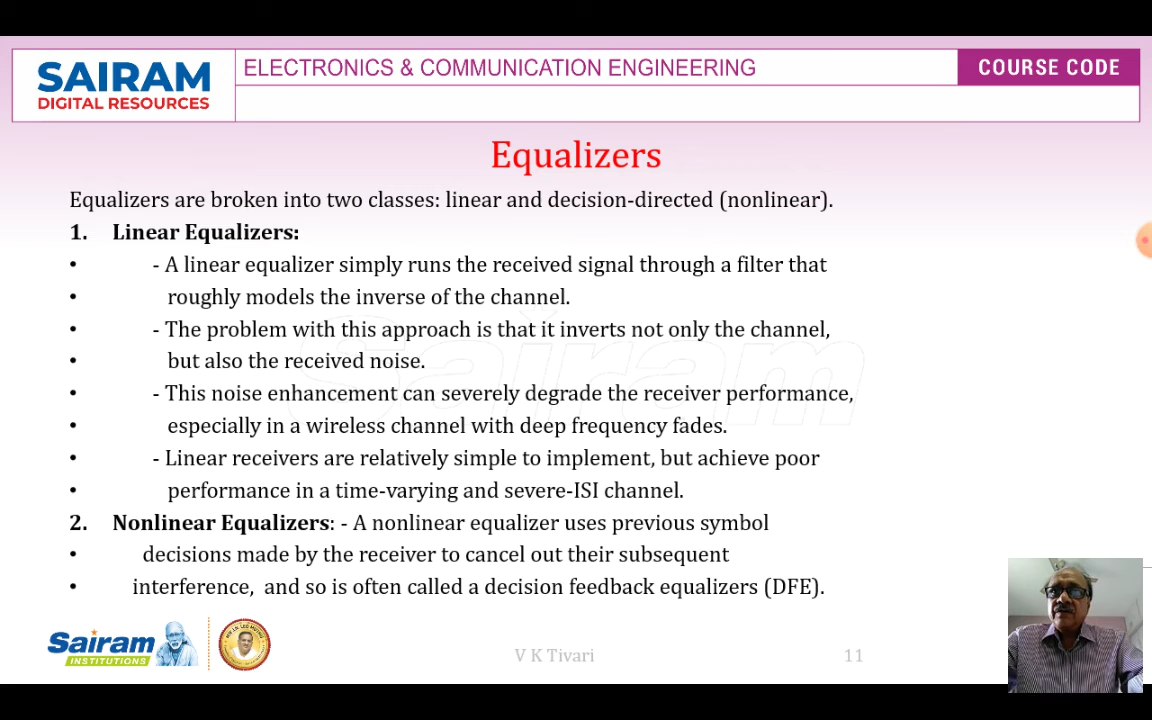 SAIRAM
DIGITAL RESOURCES
ELECTRONICS & COMMUNICATION ENGINEERING
COURSE CODE
Equalizers
Equalizers are broken into two classes: linear and decision-directed (nonlinear).
1. Linear Equalizers:
• - A linear equalizer simply runs the received signal through a filter that
• roughly models the inverse of the channel.
• - The problem with this approach is that it inverts not only the channel,
• but also the received noise.
• - This noise enhancement can severely degrade the receiver performance,
• especially in a wireless channel with deep frequency fades.
• - Linear receivers are relatively simple to implement, but achieve poor
• performance in a time-varying and severe-ISI channel.
2. Nonlinear Equalizers: - A nonlinear equalizer uses previous symbol
• decisions made by the receiver to cancel out their subsequent
• interference, and so is often called a decision feedback equalizers (DFE).
Sairam
Sairam
INSTITUTIONS
V K Tivari
11